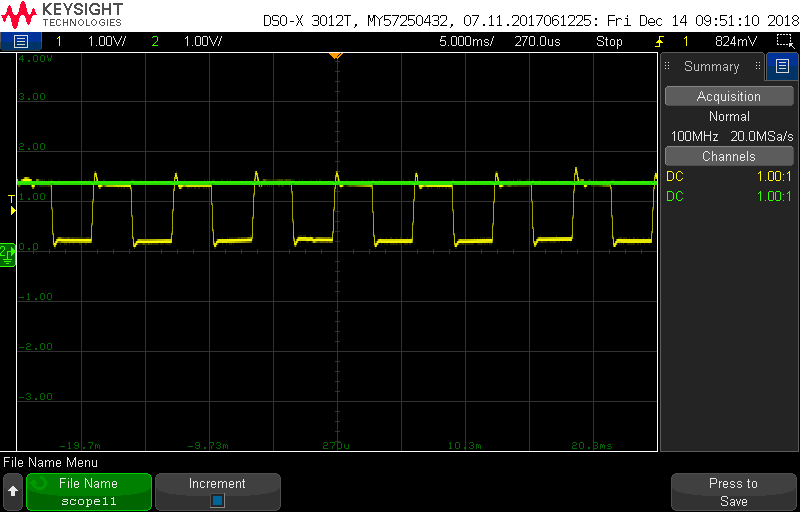 KEYSIGHT
TECHNOLOGIES
DSO-X 3012T, MY57250432, 07.11.2017061225: Fri Dec 14 09:51:10 2018
1 1.00V/ 2 1.00V/ 5.000ms/ 270.0us Stop 1 824mV
4.00V
3.00
2.00
1.00
0.0
-1.00
-2.00
-3.00
T
2
-19.7m -9.73m 270u 10.3m 20.3ms
Summary
Acquisition
Normal
100MHz 20.0MSa/s
Channels
DC 1.00:1
DC 1.00:1
File Name Menu
File Name
scope11
Increment
Press to
Save